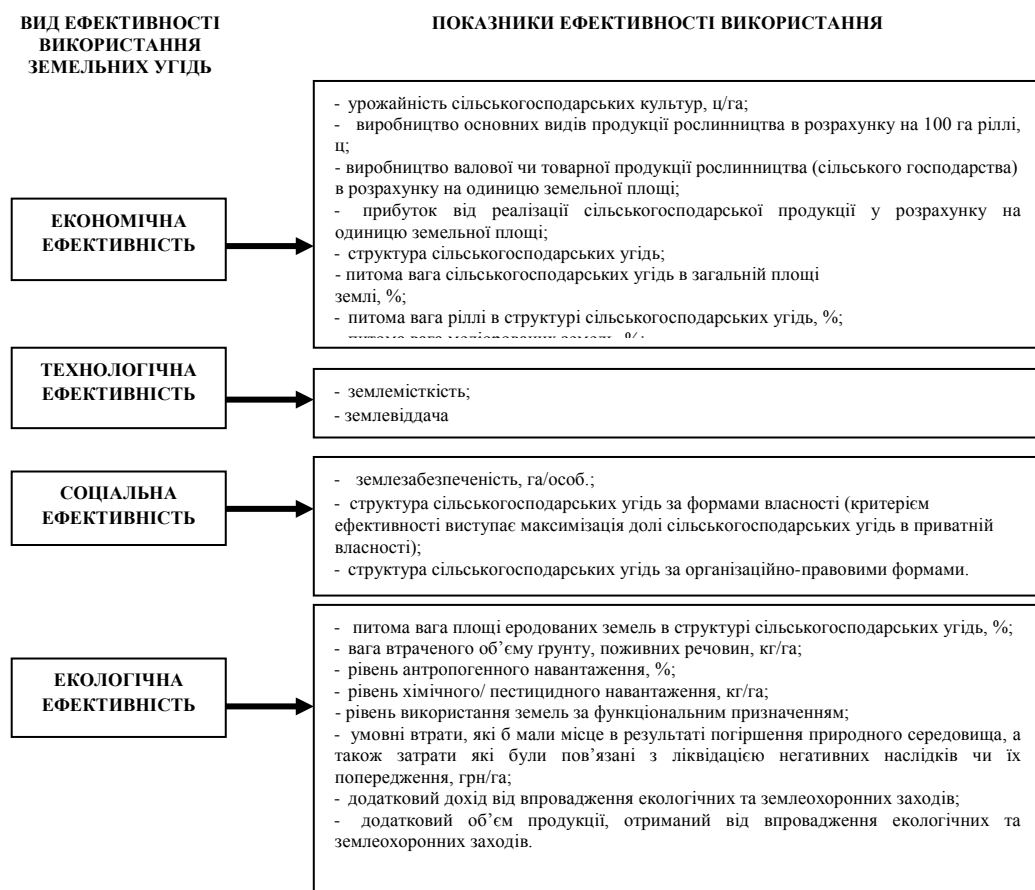 ВИД ЕФЕКТИВНОСТІ
ВИКОРИСТАННЯ
ЗЕМЕЛЬНИХ УГІДЬ
ПОКАЗНИКИ ЕФЕКТИВНОСТІ ВИКОРИСТАННЯ
ЕКОНОМІЧНА
ЕФЕКТИВНІСТЬ
- урожайність сільськогосподарських культур, ц/га;
- виробництво основних видів продукції рослинництва в розрахунку на 100 га ріллі,
ц;
- виробництво валової чи товарної продукції рослинництва (сільського господарства)
в розрахунку на одиницю земельної площі;
- прибуток від реалізації сільськогосподарської продукції у розрахунку на
одиницю земельної площі;
- структура сільськогосподарських угідь;
- питома вага сільськогосподарських угідь в загальній площі
землі, %;
- питома вага ріллі в структурі сільськогосподарських угідь, %;
- питома вага меліорованих земель, %;
ТЕХНОЛОГІЧНА
ЕФЕКТИВНІСТЬ
- землемісткість;
- землевіддача
СОЦІАЛЬНА
ЕФЕКТИВНІСТЬ
- землезабезпеченість, га/особ.;
- структура сільськогосподарських угідь за формами власності (критерієм
ефективності виступає максимізація долі сільськогосподарських угідь в приватній
власності);
- структура сільськогосподарських угідь за організаційно-правовими формами.
ЕКОЛОГІЧНА
ЕФЕКТИВНІСТЬ
- питома вага площі еродованих земель в структурі сільськогосподарських угідь, %;
- вага втраченого об’єму ґрунту, поживних речовин, кг/га;
- рівень антропогенного навантаження, %;
- рівень хімічного/ пестицидного навантаження, кг/га;
- рівень використання земель за функціональним призначенням;
- умовні втрати, які б мали місце в результаті погіршення природного середовища, а
також затрати які були пов’язані з ліквідацією негативних наслідків чи їх
попередження, грн/га;
- додатковий дохід від впровадження екологічних та землеохоронних заходів;
- додатковий об’єм продукції, отриманий від впровадження екологічних та
землеохоронних заходів.